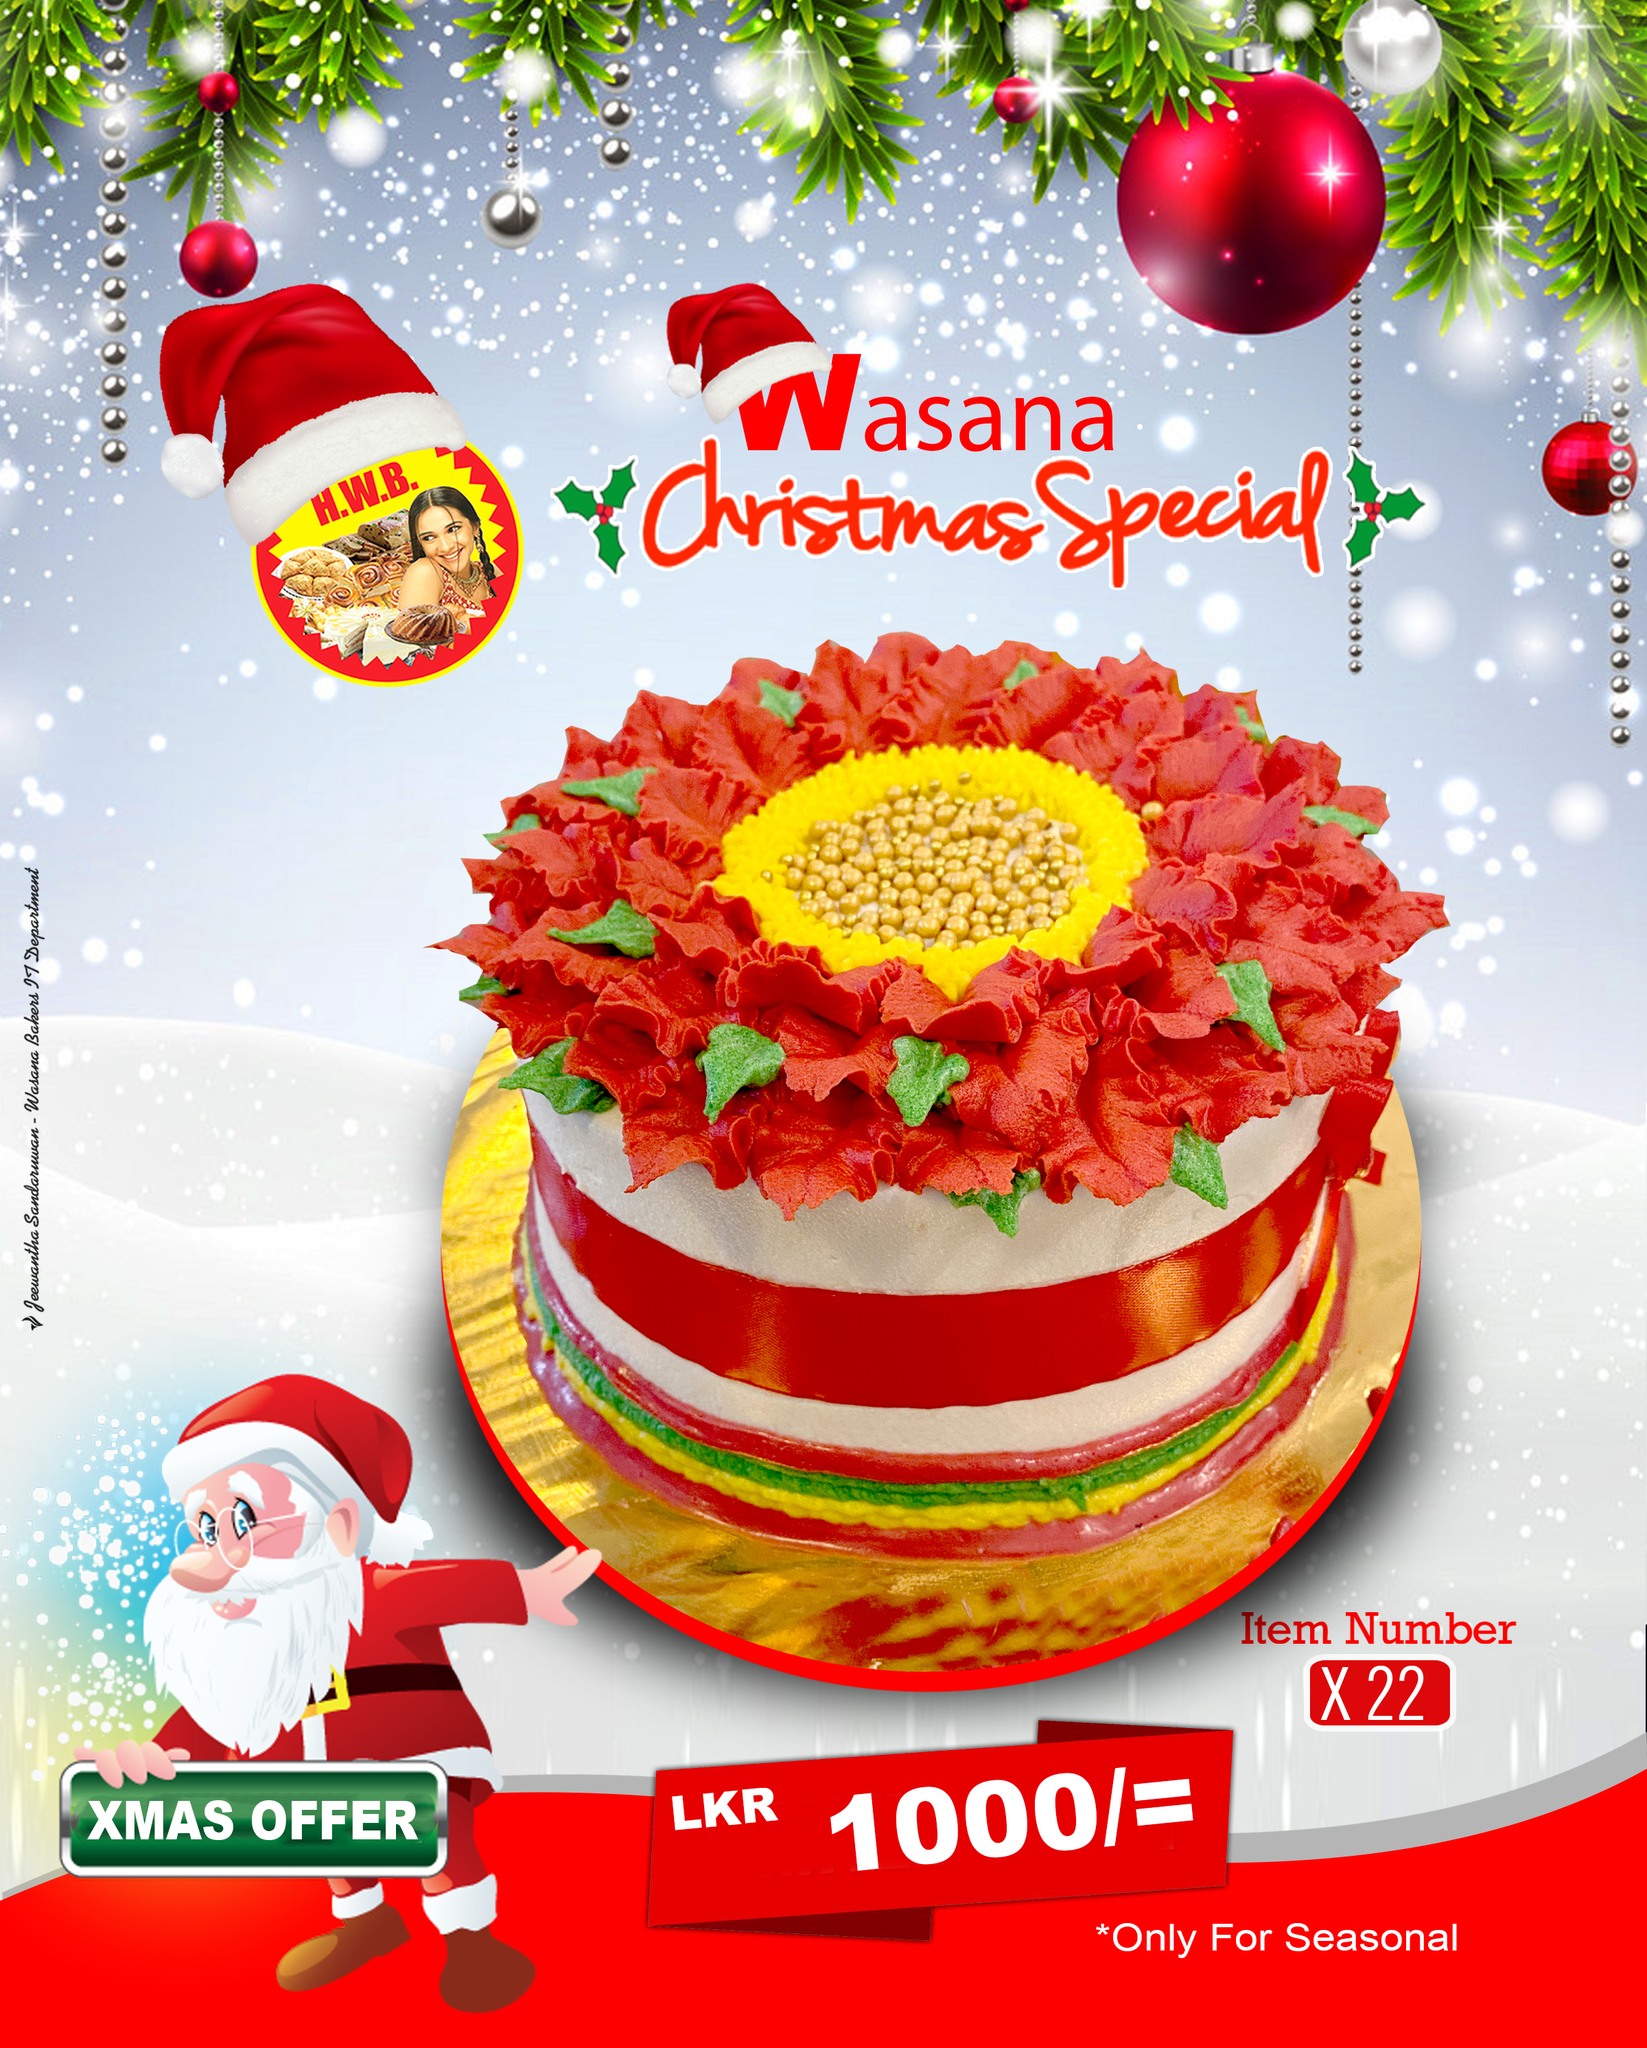 H.W.B.
Wasana
Christmas Special
Jeewantha Sandaruwan - Wasana Bakers IT Department
Item Number
X 22
XMAS OFFER
LKR 1000/=
*Only For Seasonal